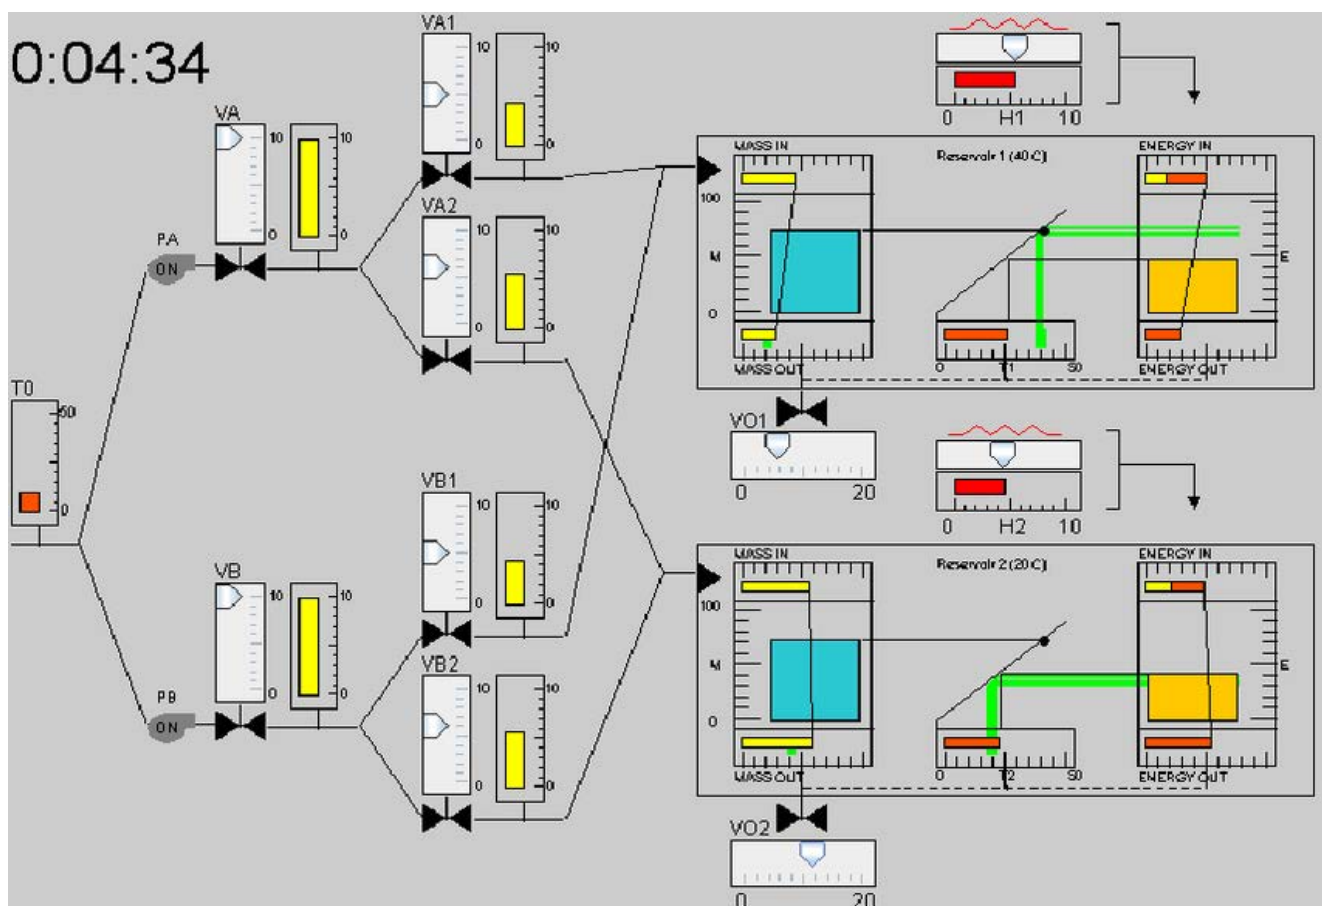 0:04:34
VA1
10
0
VA
10
10
0
0
VA2
10
10
0
0
PA
ON
T0
50
0
VB1
10
10
0
0
VB
10
10
0
0
VB2
10
10
0
0
PB
ON
0 H1 10
MASS IN
Reservoir 1 (40 C)
ENERGY IN
100
M
E
0
MASS OUT
0 T1 50
ENERGY OUT
VO1
0 20
0 H2 10
MASS IN
Reservoir 2 (20 C)
ENERGY IN
100
M
E
0
MASS OUT
0 T2 50
ENERGY OUT
VO2
0 20